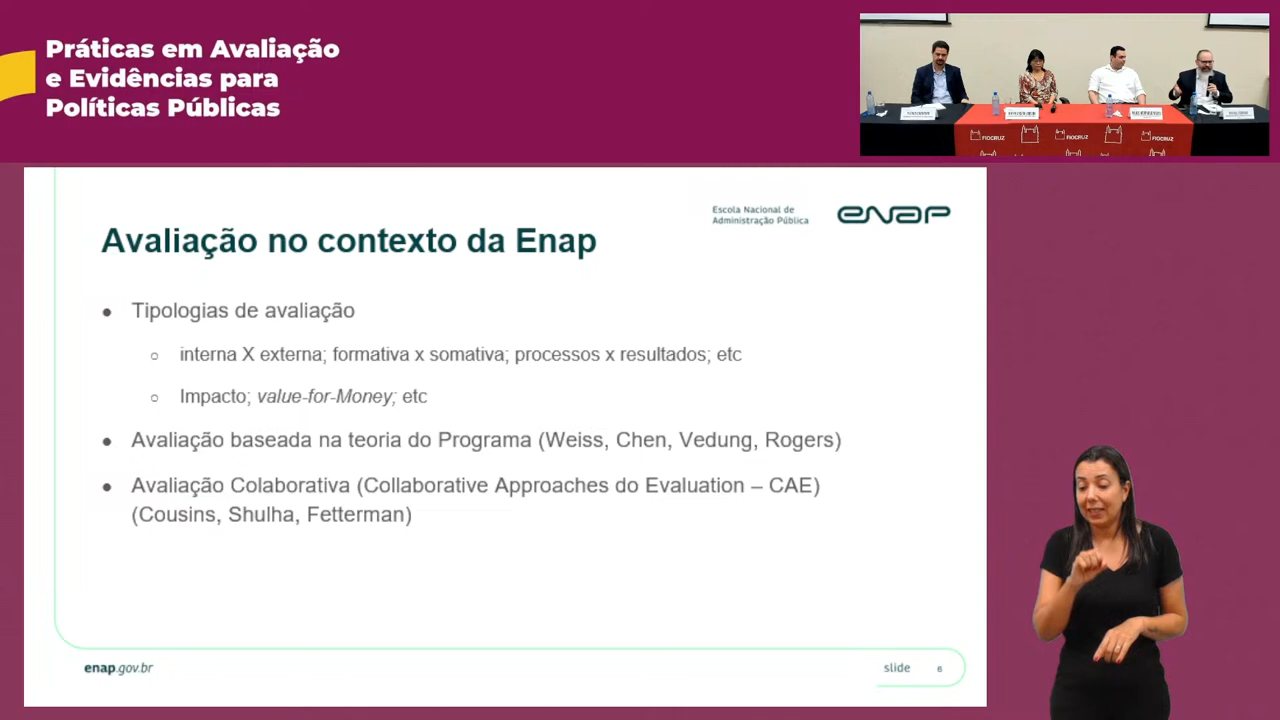 Práticas em Avaliação
e Evidências para
Políticas Públicas
FIOCRUZ
FIOCRUZ
FIOCRUZ
Escola Nacional de
Administração Pública
enap
Avaliação no contexto da Enap
Tipologias de avaliação
interna X externa; formativa x somativa; processos x resultados; etc
Impacto; value-for-Money; etc
Avaliação baseada na teoria do Programa (Weiss, Chen, Vedung, Rogers)
Avaliação Colaborativa (Collaborative Approaches do Evaluation – CAE)
(Cousins, Shulha, Fetterman)
enap.gov.br
slide 6